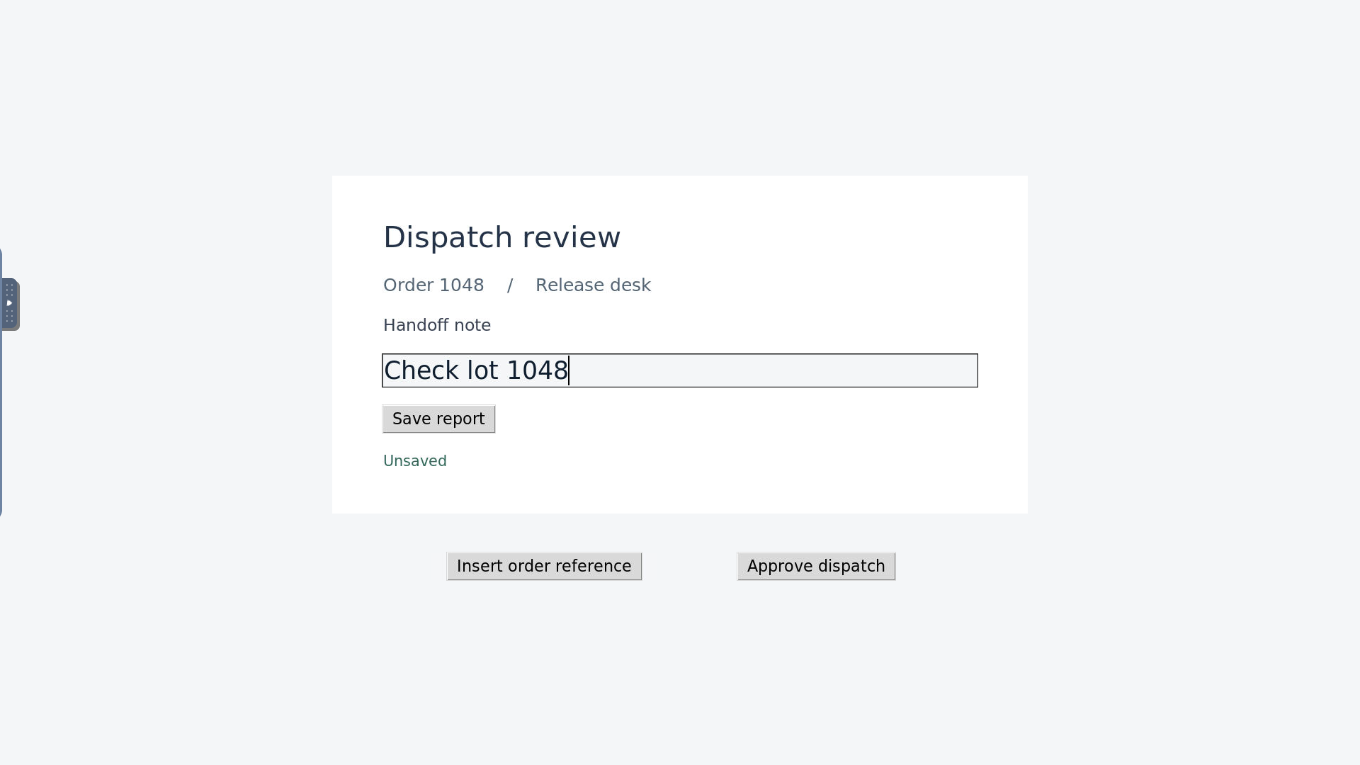 Dispatch review
Order 1048 / Release desk
Handoff note
Check lot 1048
Save report
Unsaved
Insert order reference
Approve dispatch